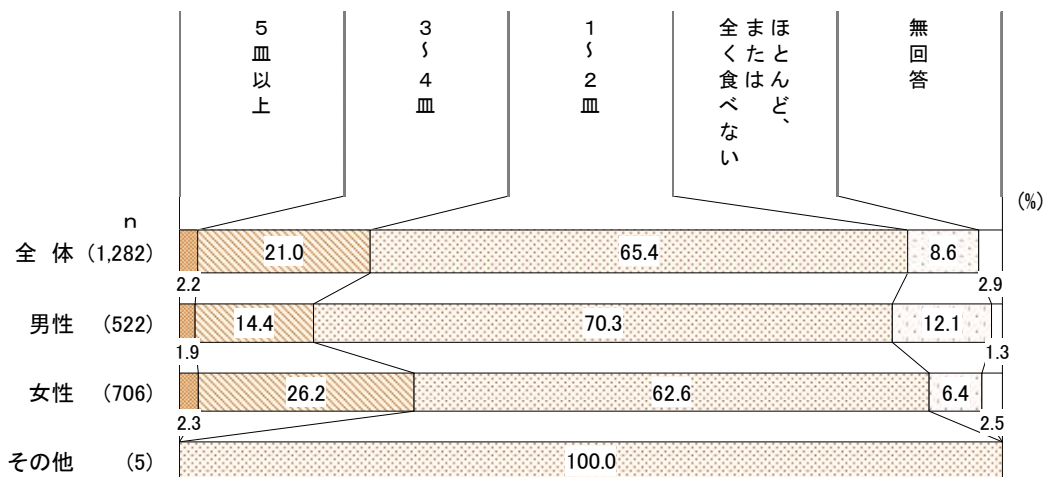 5皿以上
3～4皿
1～2皿
ほとんど、
または
全く食べない
無回答
(%)
n
全 体 (1,282)
21.0
65.4
8.6
2.2
2.9
男性 (522)
14.4
70.3
12.1
1.9
1.3
女性 (706)
26.2
62.6
6.4
2.3
2.5
その他 (5)
100.0